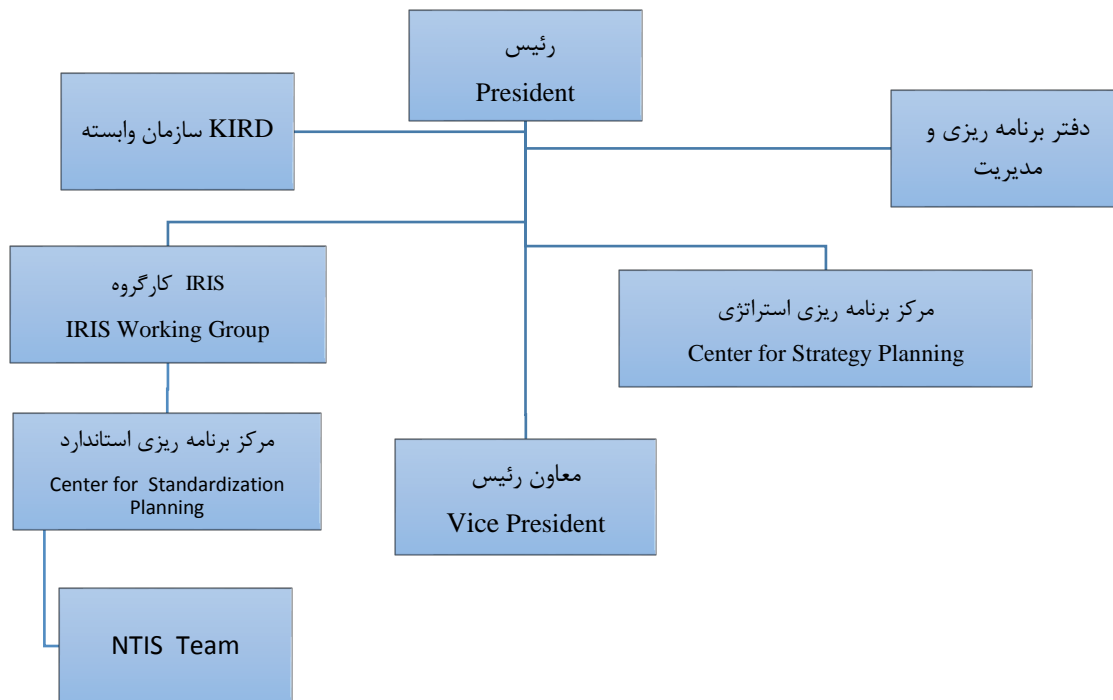 رئیس
President
KIRD سازمان وابسته
دفتر برنامه ریزی و
مدیریت
IRIS کارگروه
IRIS Working Group
مرکز برنامه ریزی استراتژی
Center for Strategy Planning
مرکز برنامه ریزی استاندارد
Center for Standardization
Planning
معاون رئیس
Vice President
NTIS Team